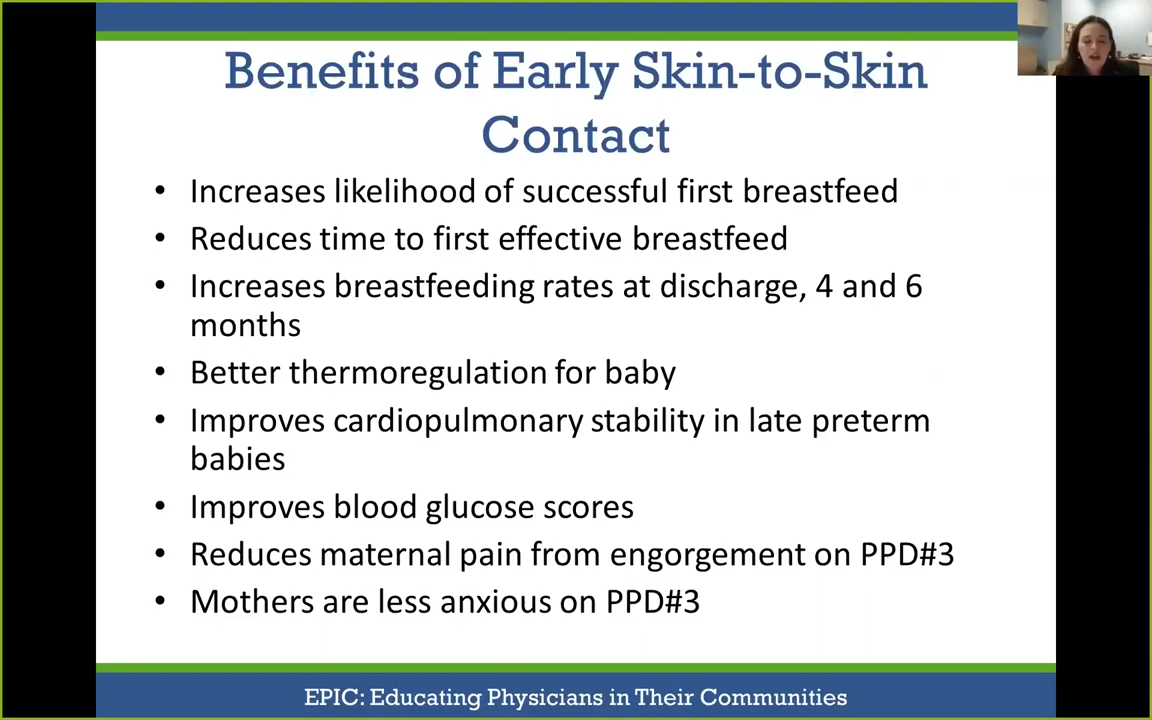 Benefits of Early Skin-to-Skin
Contact
• Increases likelihood of successful first breastfeed
• Reduces time to first effective breastfeed
• Increases breastfeeding rates at discharge, 4 and 6
months
• Better thermoregulation for baby
• Improves cardiopulmonary stability in late preterm
babies
• Improves blood glucose scores
• Reduces maternal pain from engorgement on PPD#3
• Mothers are less anxious on PPD#3
EPIC: Educating Physicians in Their Communities